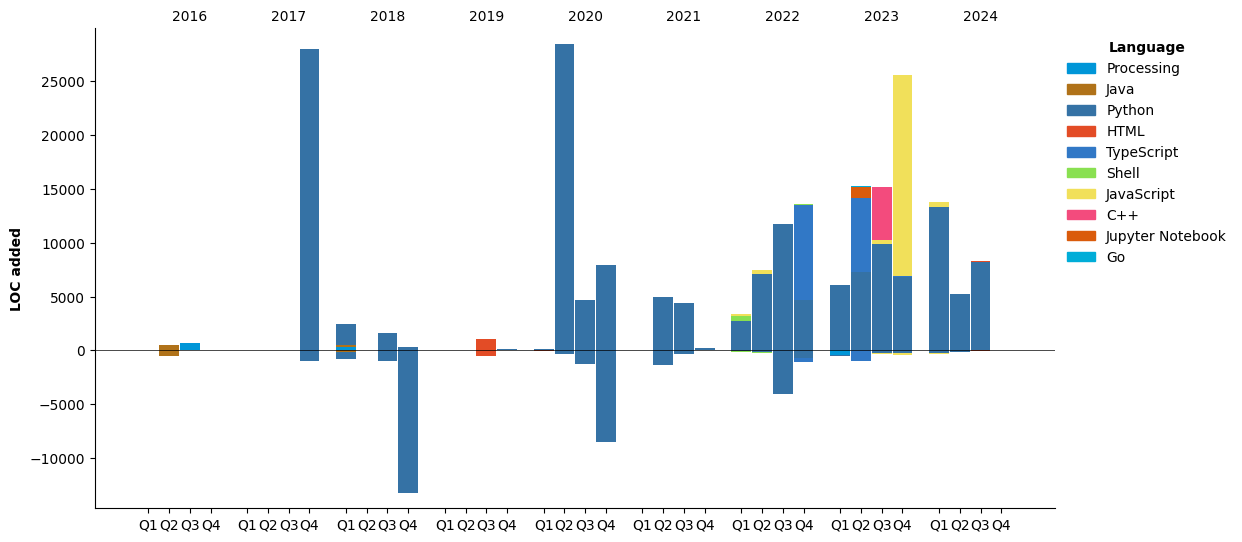 2016 2017 2018 2019 2020 2021 2022 2023 2024
Language
Processing
Java
Python
HTML
TypeScript
Shell
JavaScript
C++
Jupyter Notebook
Go
LOC added
25000
20000
15000
10000
5000
0
−5000
−10000
Q1 Q2 Q3 Q4 Q1 Q2 Q3 Q4 Q1 Q2 Q3 Q4 Q1 Q2 Q3 Q4 Q1 Q2 Q3 Q4 Q1 Q2 Q3 Q4 Q1 Q2 Q3 Q4 Q1 Q2 Q3 Q4 Q1 Q2 Q3 Q4